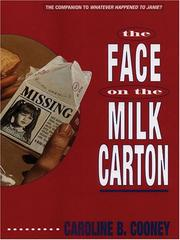 THE COMPANION TO WHATEVER HAPPENED TO JANIE?
the
FACE
on the
MISSING
MILK
CARTON
CAROLINE B. COONEY